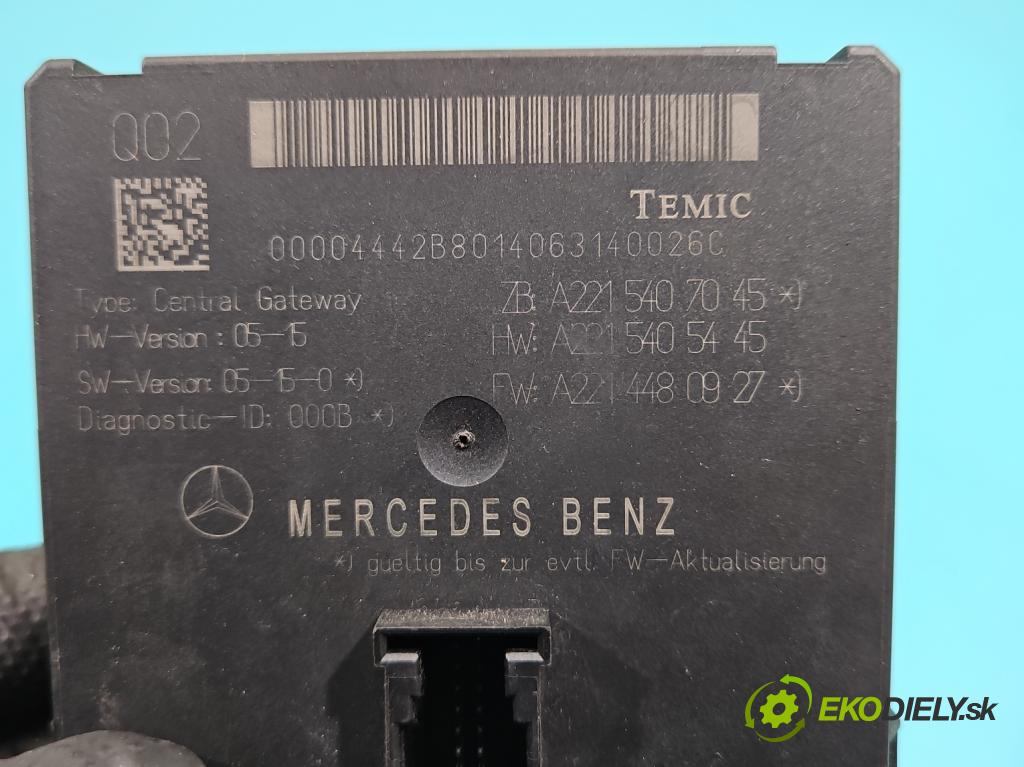 Q02
TEMIC
00004442B8014063140026C
Type: Central Gateway
ZB: A221 540 70 45 *)
HW-Version : 05-15
HW: A221 540 54 45
SW-Version: 05-15-0 *)
FW: A221 448 09 27 *)
Diagnostic-ID: 000B *)
MERCEDES BENZ
*) gueltig bis zur evtl. FW-Aktualisierung
EKODIELY.sk